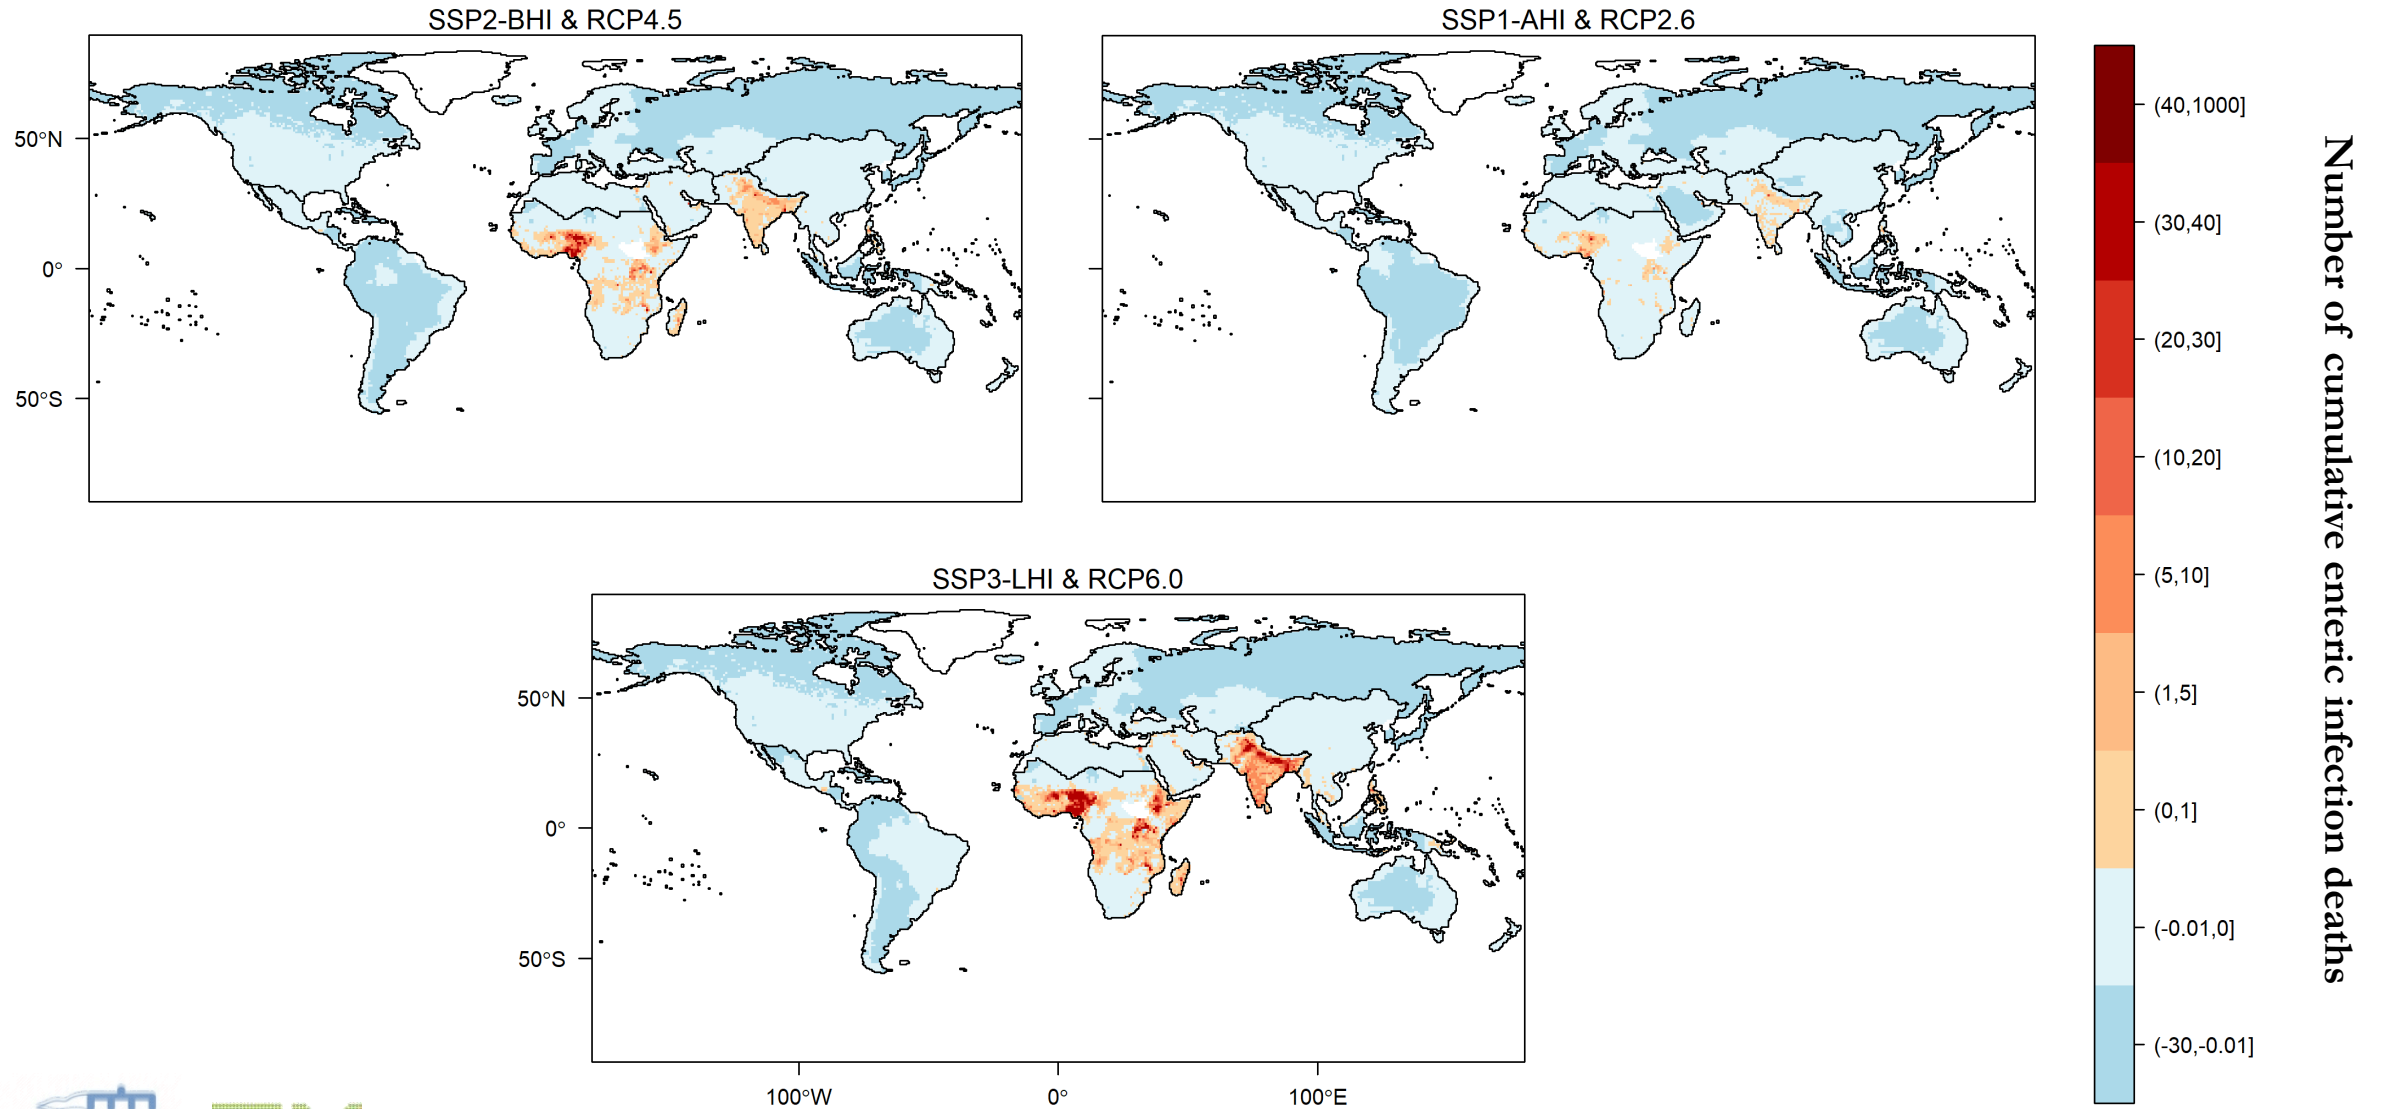 SSP2-BHI & RCP4.5
SSP1-AHI & RCP2.6
50°N
0°
50°S
SSP3-LHI & RCP6.0
50°N
0°
50°S
100°W
0°
100°E
(40,1000]
(30,40]
(20,30]
(10,20]
(5,10]
(1,5]
(0,1]
(-0.01,0]
(-30,-0.01]
Number of cumulative enteric infection deaths